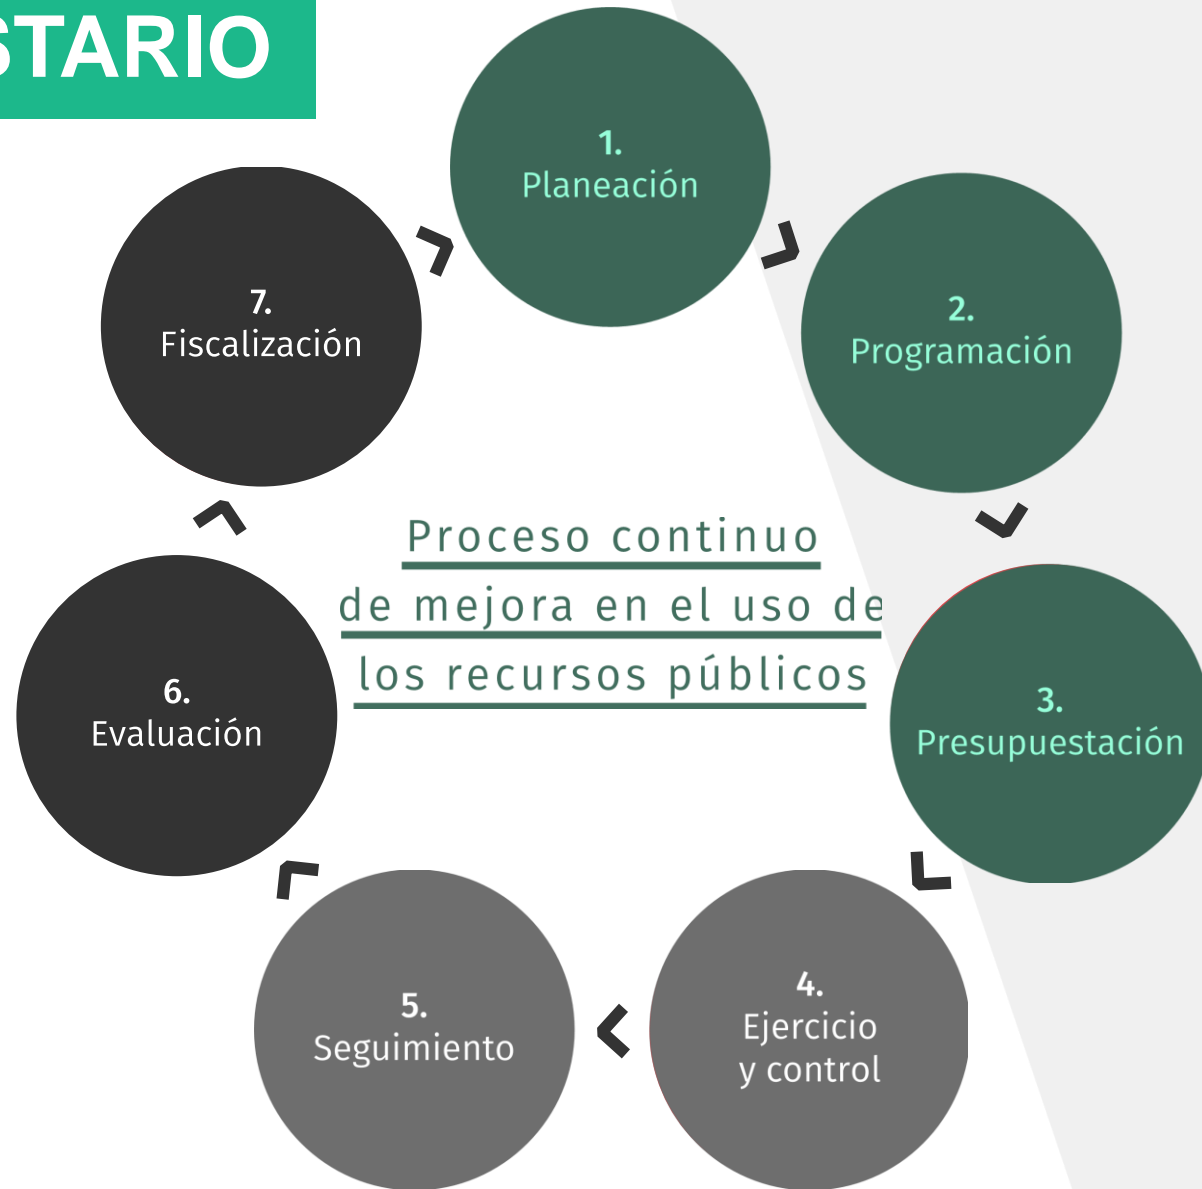 STARIO
1.
Planeación
2.
Programación
3.
Presupuestación
4.
Ejercicio
y control
5.
Seguimiento
6.
Evaluación
7.
Fiscalización
Proceso continuo
de mejora en el uso de
los recursos públicos